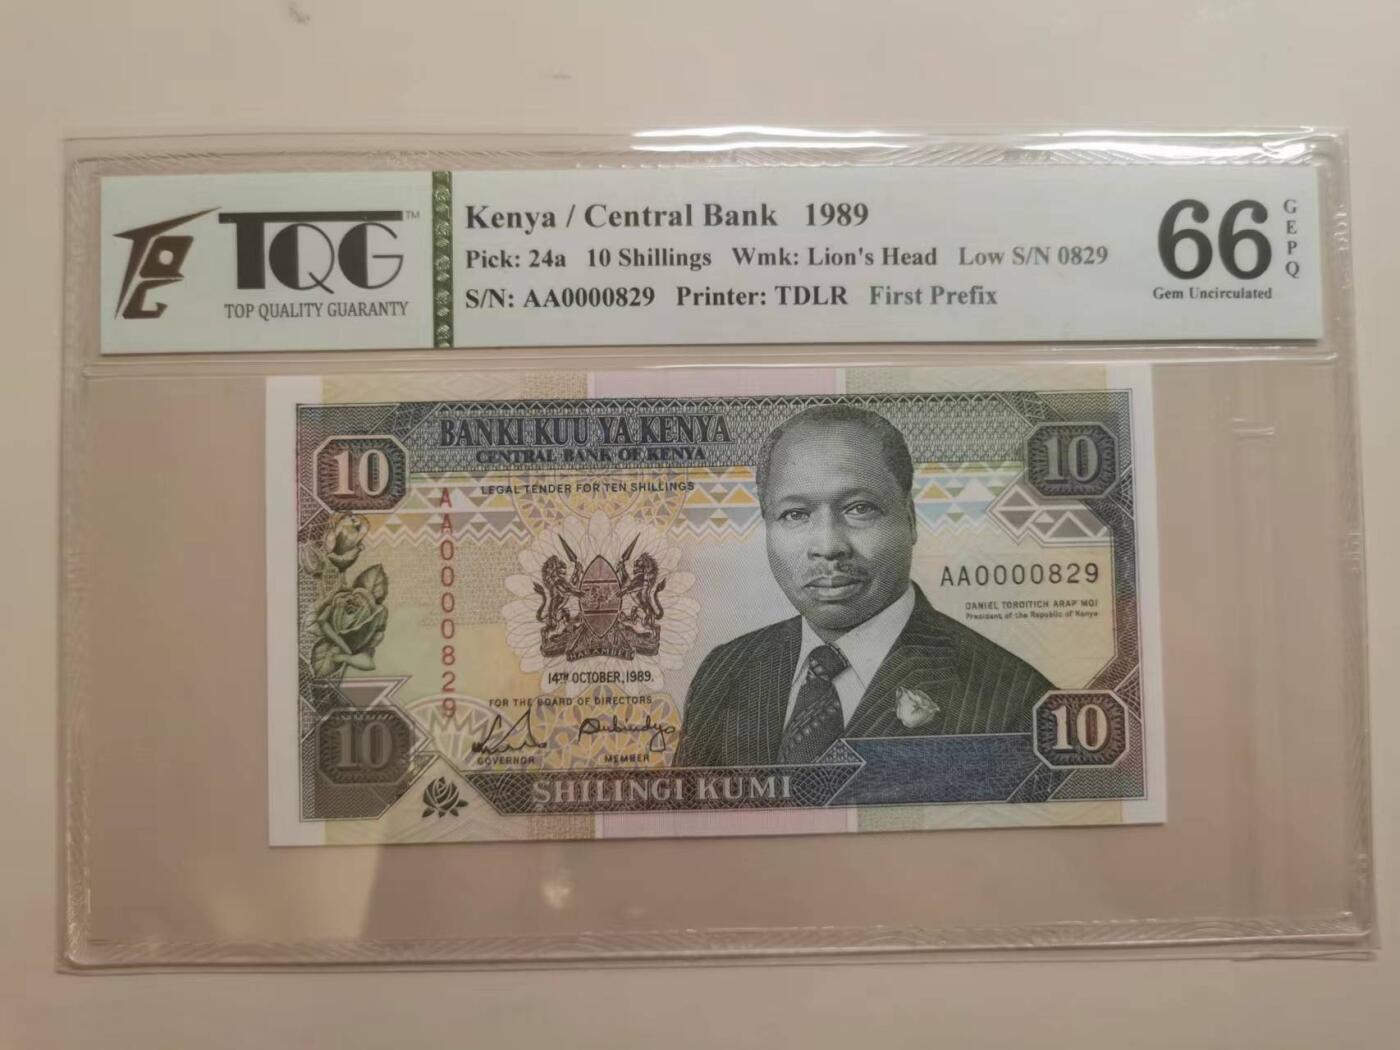 TQG™
TOP QUALITY GUARANTY
Kenya / Central Bank 1989
Pick: 24a 10 Shillings Wmk: Lion's Head Low S/N 0829
S/N: AA0000829 Printer: TDLR First Prefix
66
GEPQ
Gem Uncirculated
BANKI KUU YA KENYA
CENTRAL BANK OF KENYA
LEGAL TENDER FOR TEN SHILLINGS
10
10
AA0000829
AA0000829
DANIEL TOROITICH ARAP MOI
President of the Republic of Kenya
HARAMBEE
14TH OCTOBER, 1989.
FOR THE BOARD OF DIRECTORS
GOVERNOR
MEMBER
10
10
SHILINGI KUMI